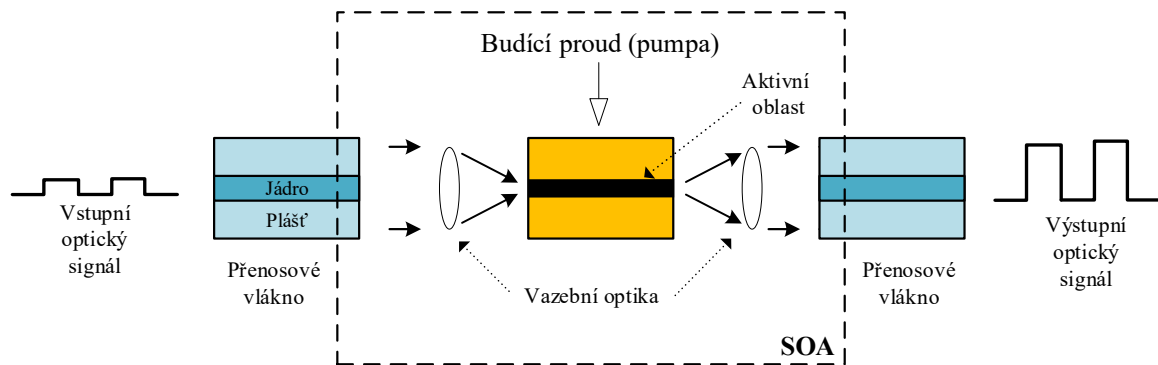 Budící proud (pumpa)
Aktivní
oblast
Jádro
Plášť
Vstupní
optický
signál
Přenosové
vlákno
Vazební optika
Přenosové
vlákno
Výstupní
optický
signál
SOA